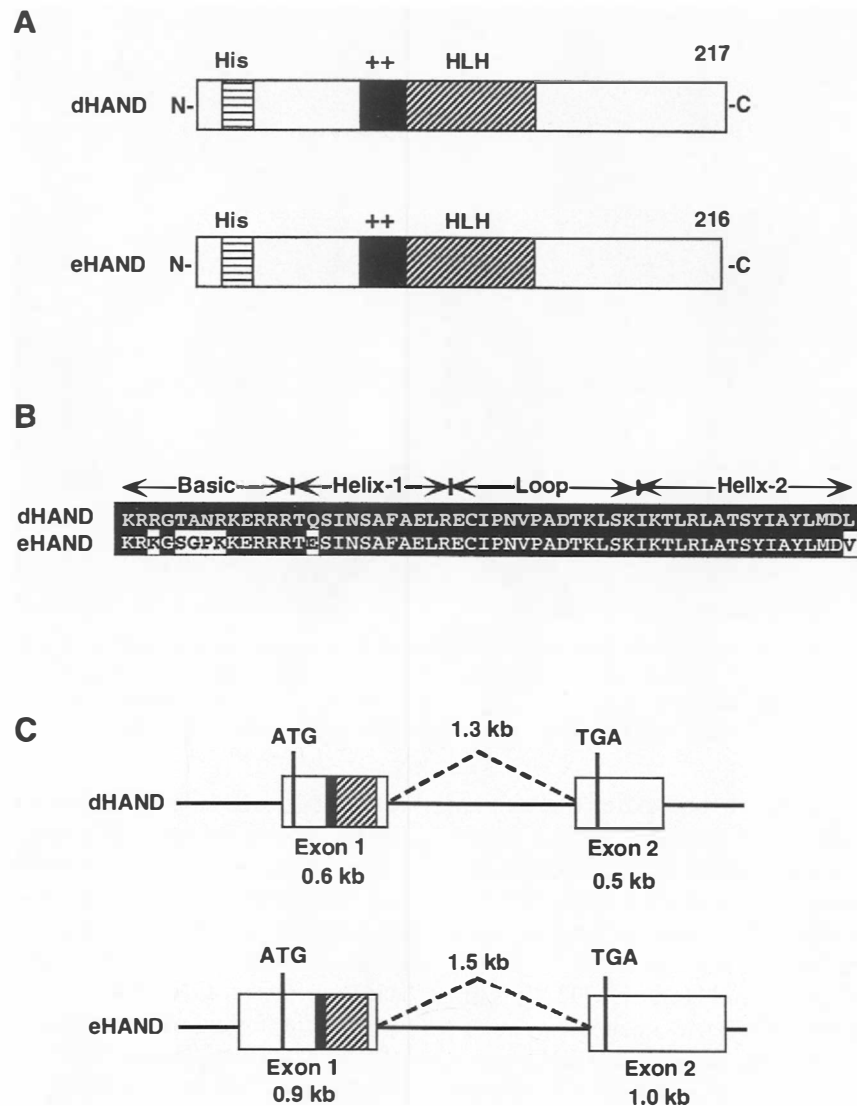 A
His ++ HLH 217
dHAND N- -C
His ++ HLH 216
eHAND N- -C
B
Basic Helix-1 Loop Helix-2
dHAND KRRGTANRKERRRTQSINSAFAELRECIPNVPADTKLSKIKTLRLATSYIAYLMDL
eHAND KRKGSGPKKERRRTESINSAFAELRECIPNVPADTKLSKIKTLRLATSYIAYLMDV
C
ATG 1.3 kb TGA
dHAND
Exon 1 Exon 2
0.6 kb 0.5 kb
ATG 1.5 kb TGA
eHAND
Exon 1 Exon 2
0.9 kb 1.0 kb